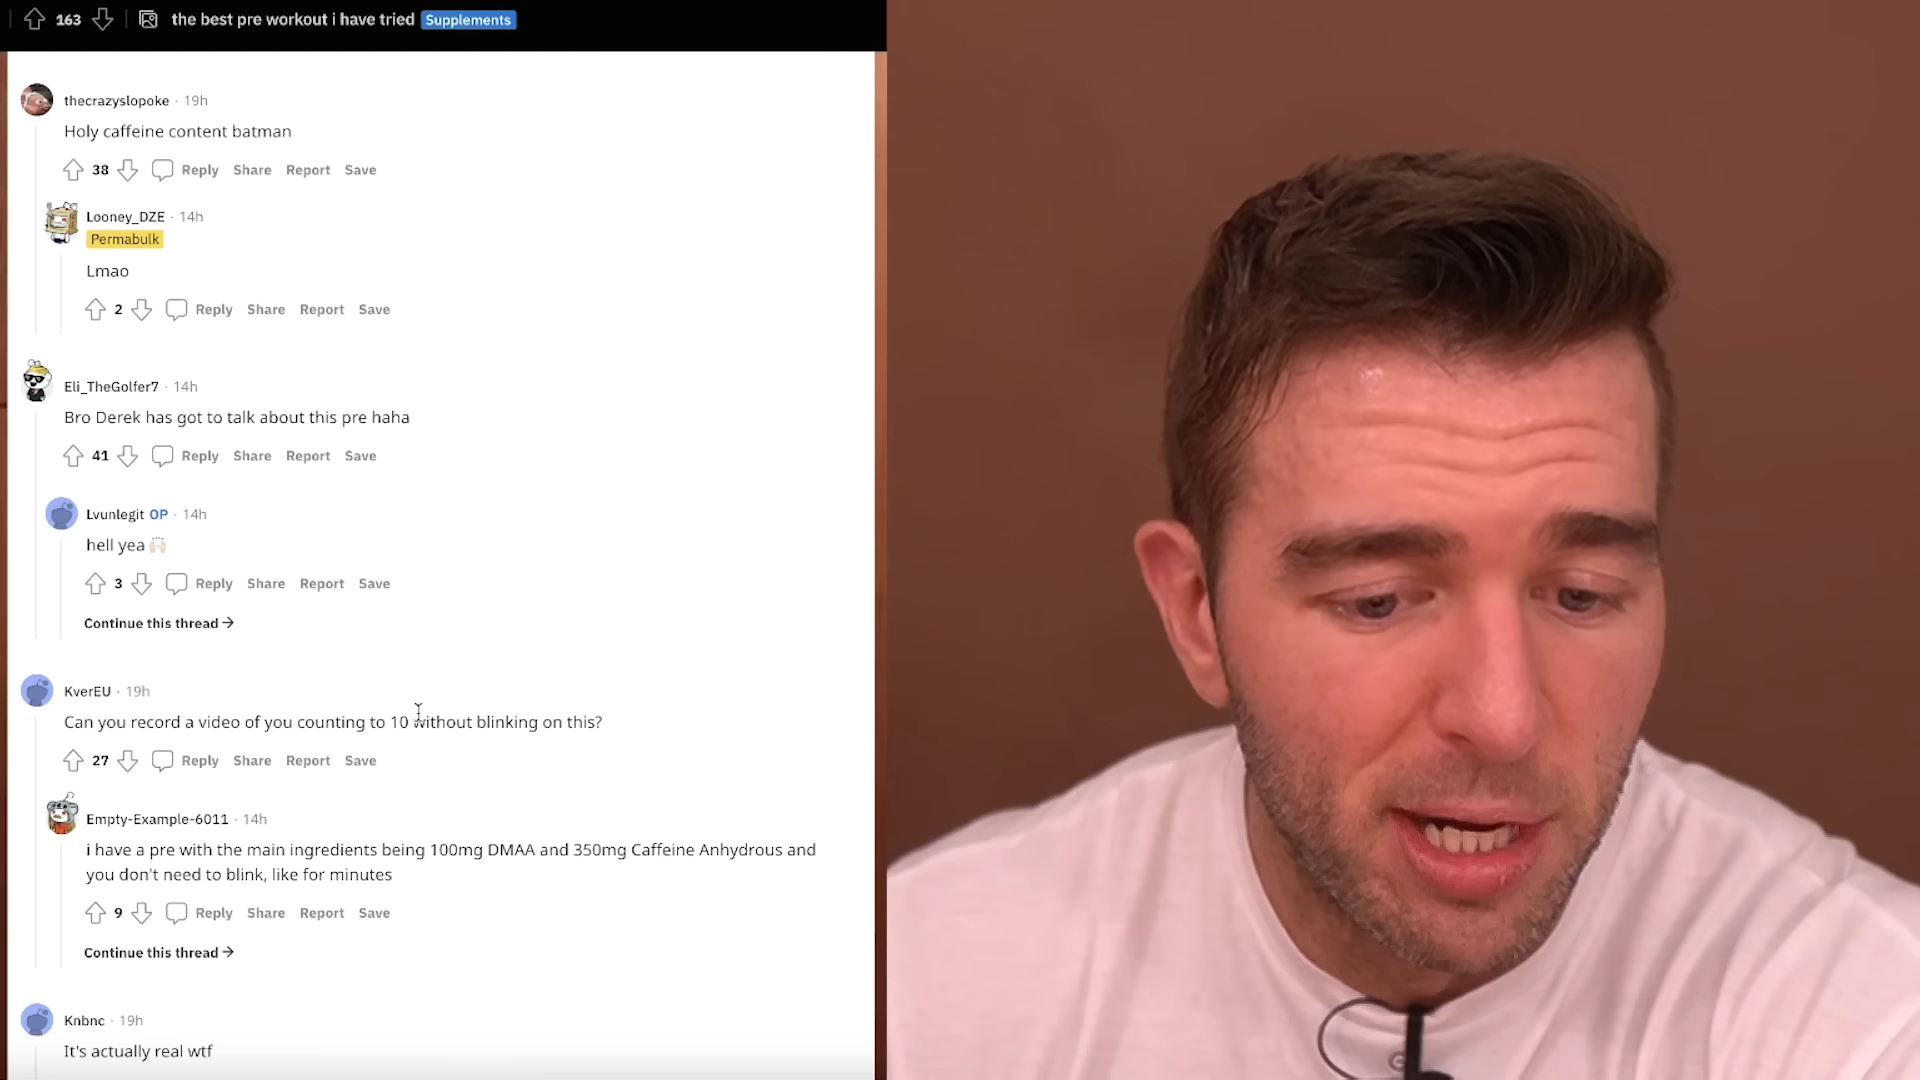 163 the best pre workout i have tried Supplements
thecrazyslopoke · 19h
Holy caffeine content batman
38 Reply Share Report Save
Looney_DZE · 14h
Permabulk
Lmao
2 Reply Share Report Save
Eli_TheGolfer7 · 14h
Bro Derek has got to talk about this pre haha
41 Reply Share Report Save
Lvunlegit OP · 14h
hell yea 🙌🏻
3 Reply Share Report Save
Continue this thread →
KverEU · 19h
Can you record a video of you counting to 10 without blinking on this?
27 Reply Share Report Save
Empty-Example-6011 · 14h
i have a pre with the main ingredients being 100mg DMAA and 350mg Caffeine Anhydrous and
you don't need to blink, like for minutes
9 Reply Share Report Save
Continue this thread →
Knbnc · 19h
It's actually real wtf